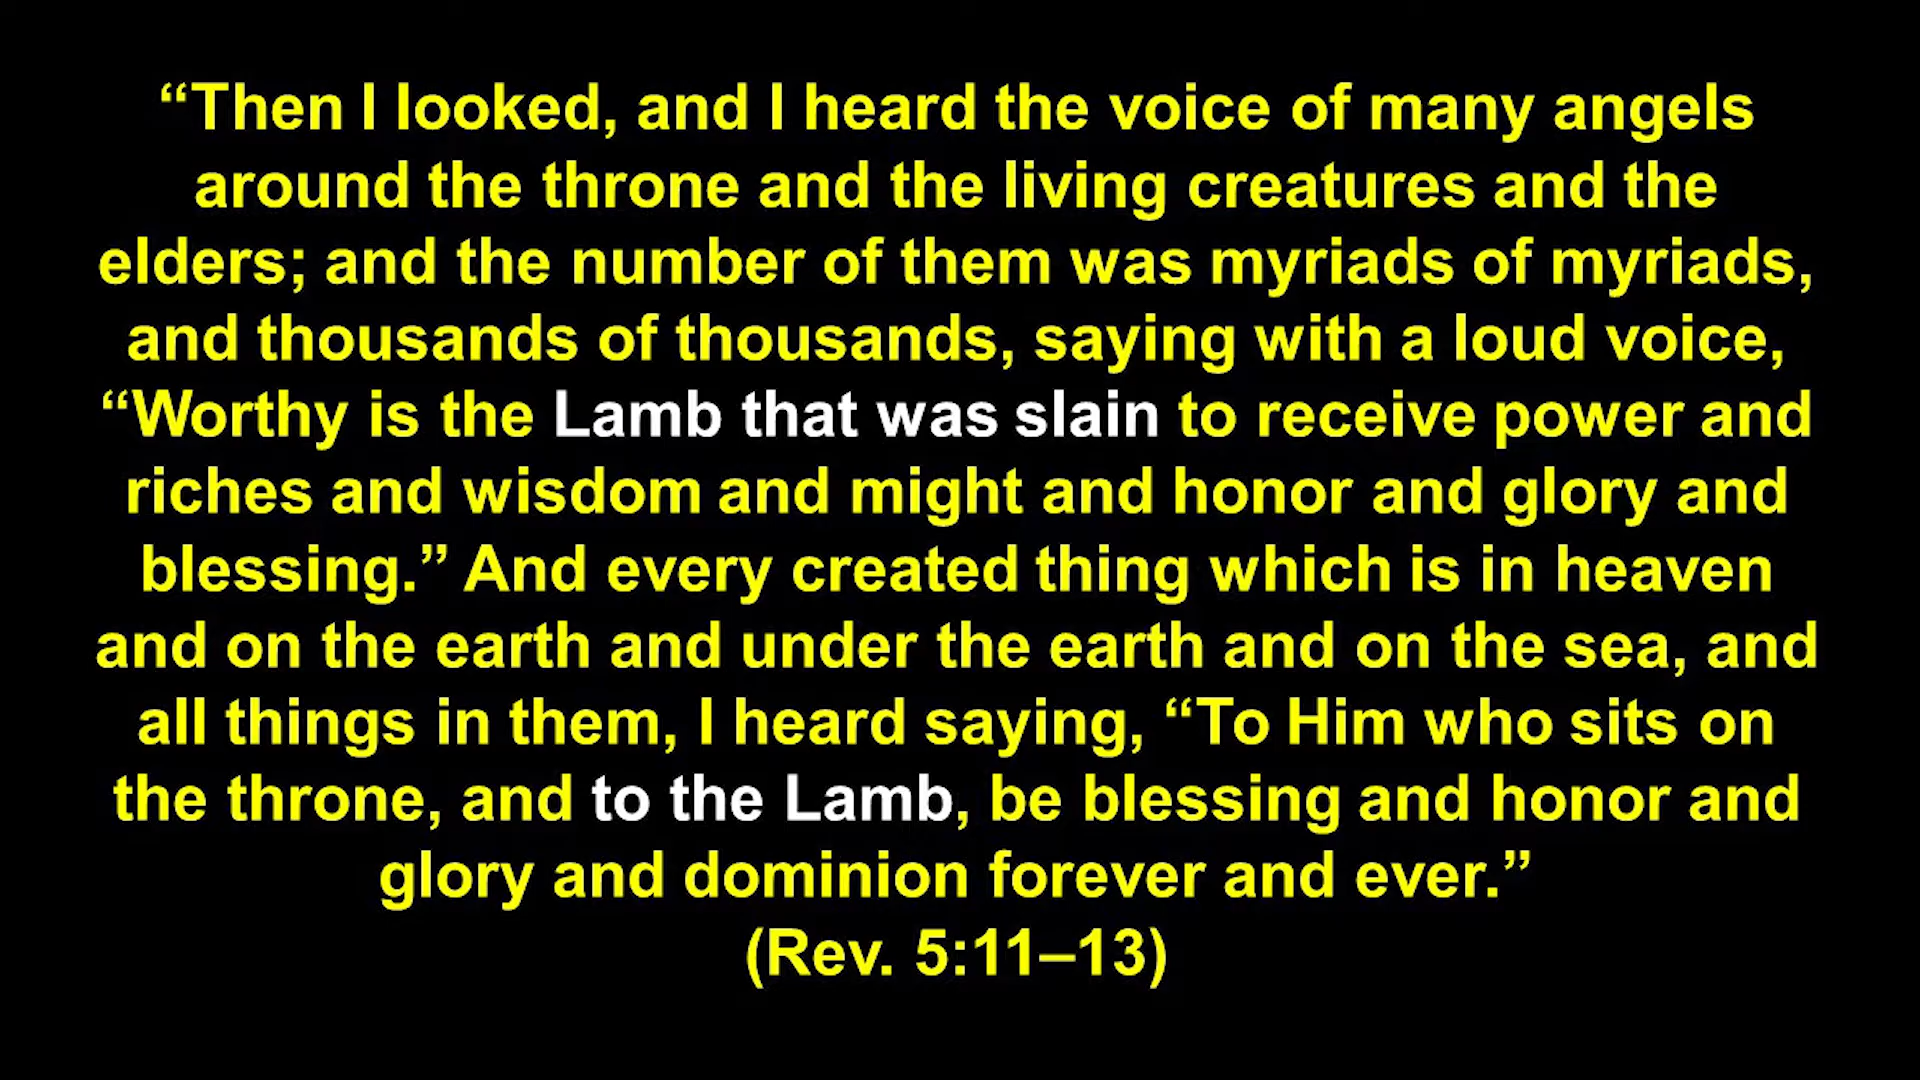 “Then I looked, and I heard the voice of many angels
around the throne and the living creatures and the
elders; and the number of them was myriads of myriads,
and thousands of thousands, saying with a loud voice,
“Worthy is the Lamb that was slain to receive power and
riches and wisdom and might and honor and glory and
blessing.” And every created thing which is in heaven
and on the earth and under the earth and on the sea, and
all things in them, I heard saying, “To Him who sits on
the throne, and to the Lamb, be blessing and honor and
glory and dominion forever and ever.”
(Rev. 5:11–13)